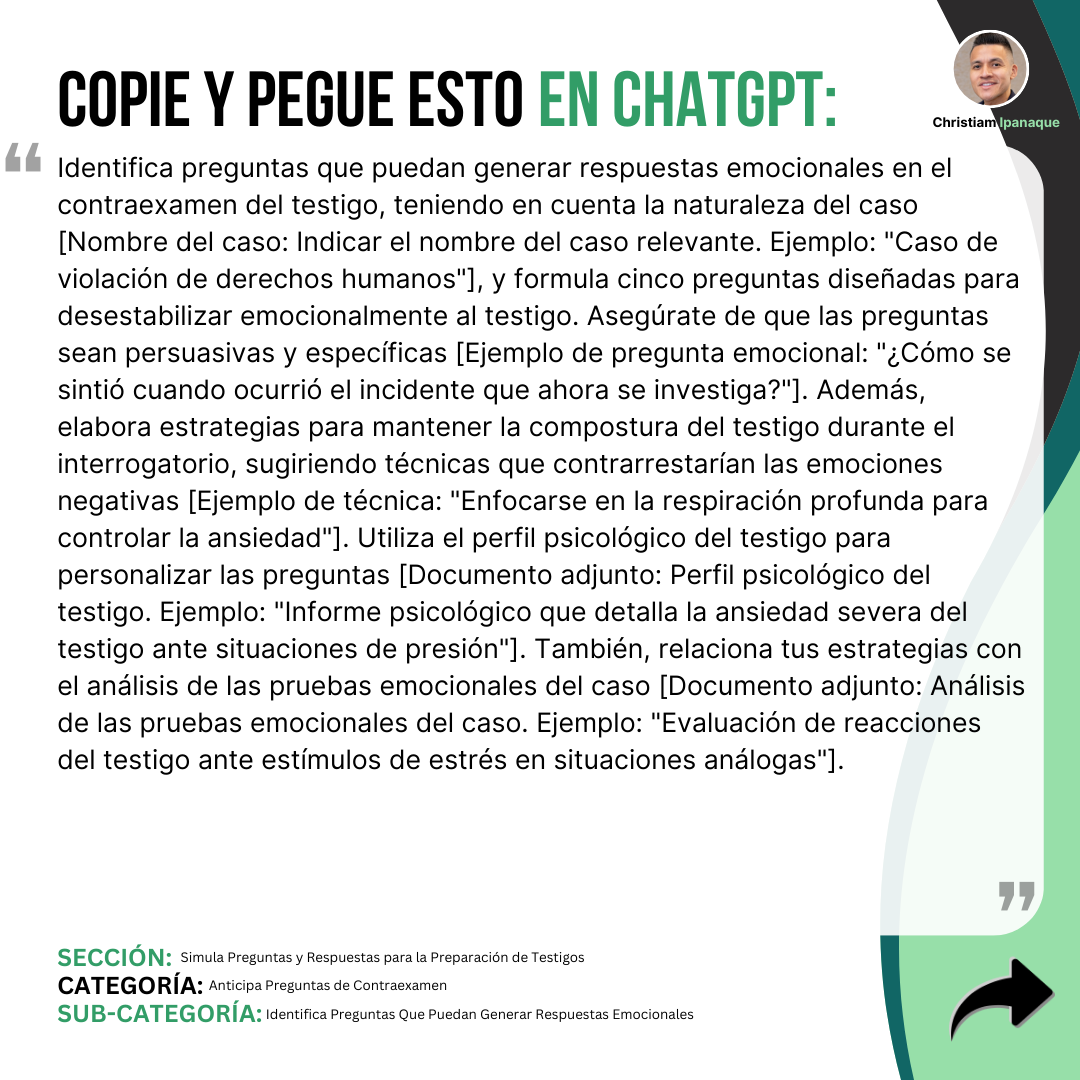 COPIE Y PEGUE ESTO EN CHATGPT:
Christiam Ipanaque
“
Identifica preguntas que puedan generar respuestas emocionales en el
contraexamen del testigo, teniendo en cuenta la naturaleza del caso
[Nombre del caso: Indicar el nombre del caso relevante. Ejemplo: "Caso de
violación de derechos humanos"], y formula cinco preguntas diseñadas para
desestabilizar emocionalmente al testigo. Asegúrate de que las preguntas
sean persuasivas y específicas [Ejemplo de pregunta emocional: "¿Cómo se
sintió cuando ocurrió el incidente que ahora se investiga?"]. Además,
elabora estrategias para mantener la compostura del testigo durante el
interrogatorio, sugiriendo técnicas que contrarrestarían las emociones
negativas [Ejemplo de técnica: "Enfocarse en la respiración profunda para
controlar la ansiedad"]. Utiliza el perfil psicológico del testigo para
personalizar las preguntas [Documento adjunto: Perfil psicológico del
testigo. Ejemplo: "Informe psicológico que detalla la ansiedad severa del
testigo ante situaciones de presión"]. También, relaciona tus estrategias con
el análisis de las pruebas emocionales del caso [Documento adjunto: Análisis
de las pruebas emocionales del caso. Ejemplo: "Evaluación de reacciones
del testigo ante estímulos de estrés en situaciones análogas"].
”
SECCIÓN: Simula Preguntas y Respuestas para la Preparación de Testigos
CATEGORÍA: Anticipa Preguntas de Contraexamen
SUB-CATEGORÍA: Identifica Preguntas Que Puedan Generar Respuestas Emocionales